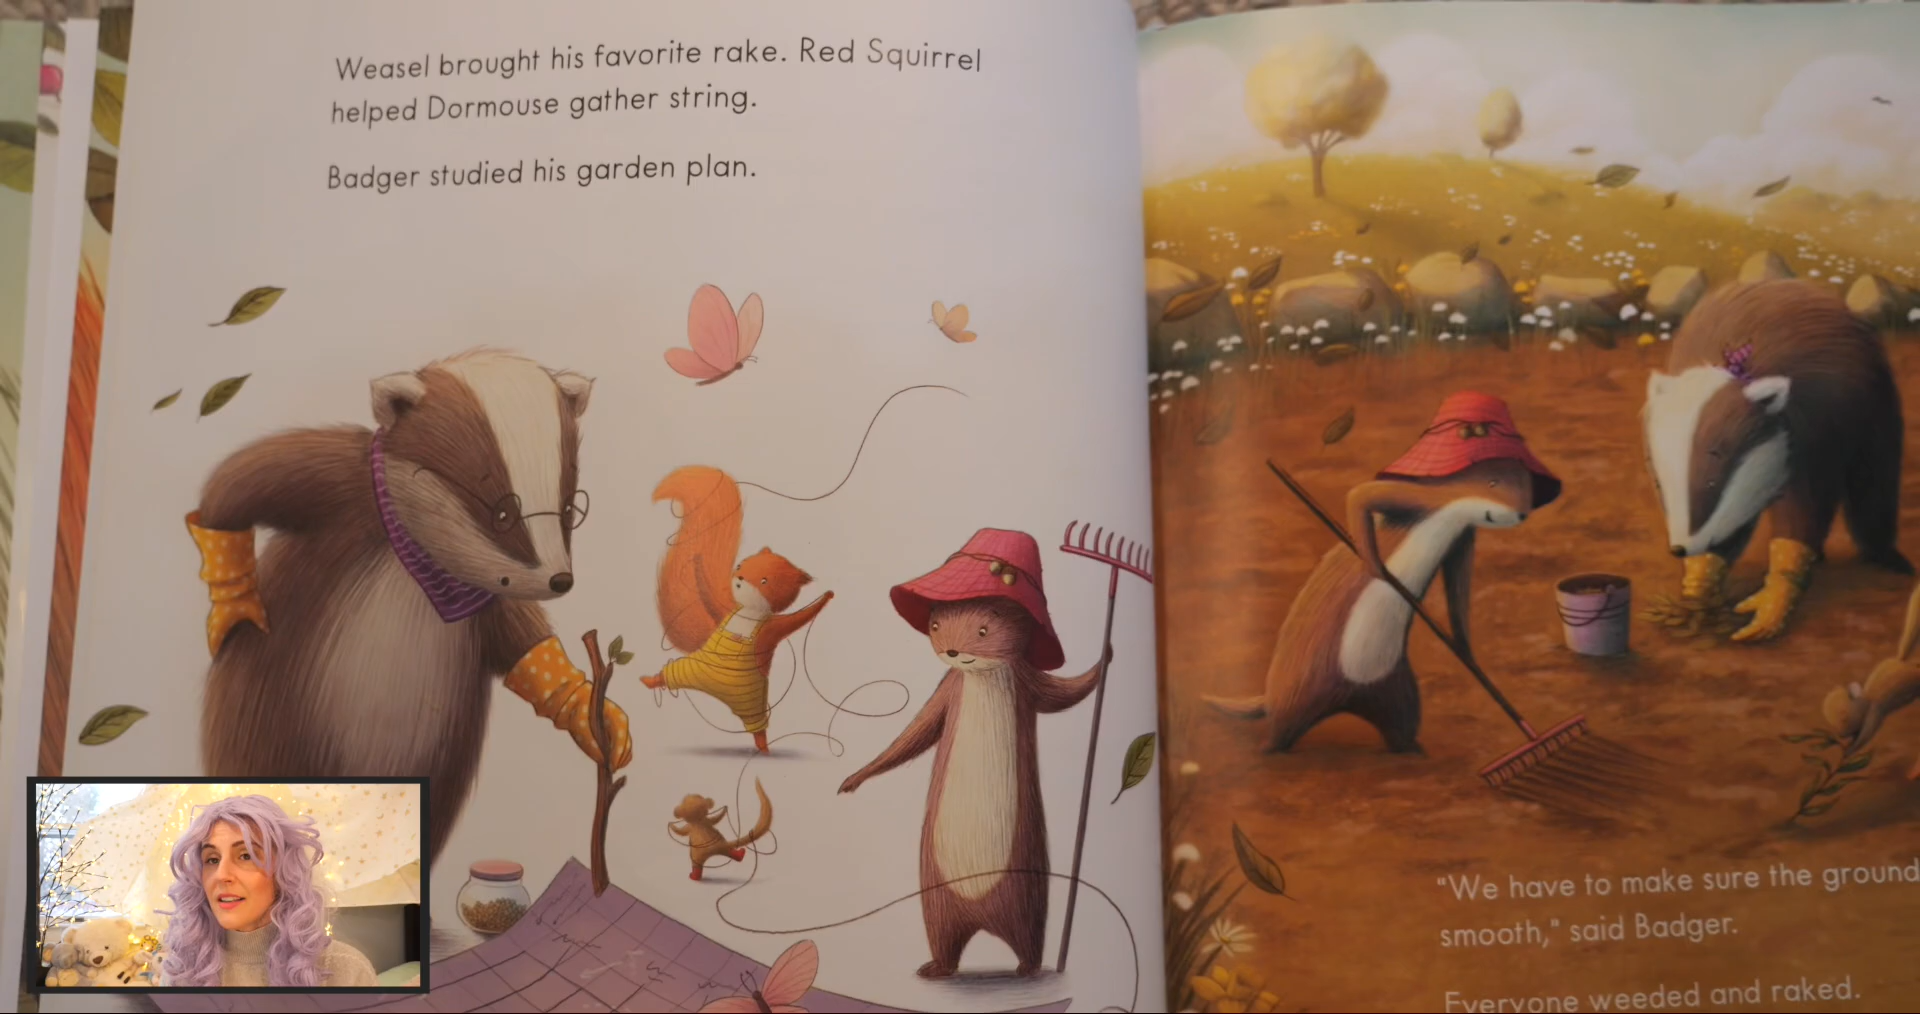 Weasel brought his favorite rake. Red Squirrel
helped Dormouse gather string.
Badger studied his garden plan.
"We have to make sure the ground
smooth," said Badger.
Everyone weeded and raked.